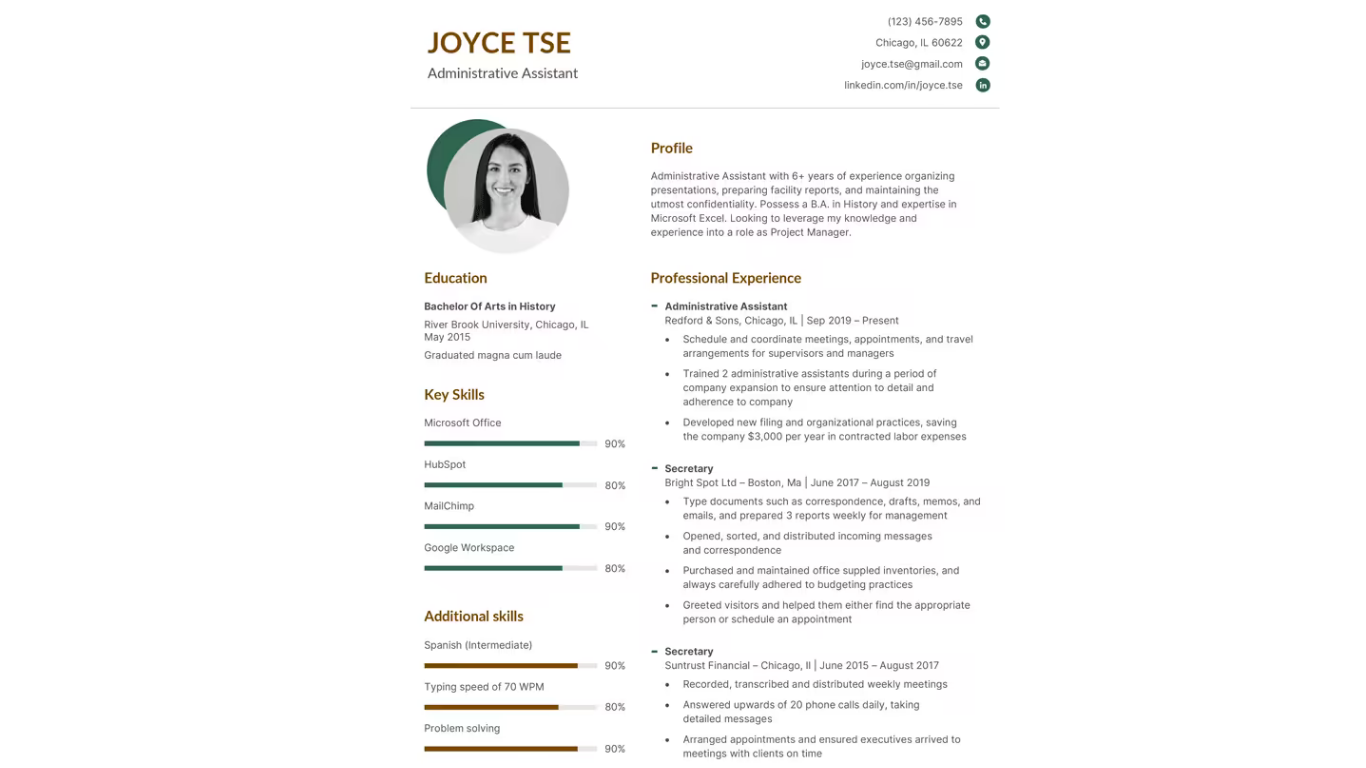 JOYCE TSE
Administrative Assistant
(123) 456-7895
Chicago, IL 60622
joyce.tse@gmail.com
linkedin.com/in/joyce.tse
in
Education
Bachelor Of Arts in History
River Brook University, Chicago, IL
May 2015
Graduated magna cum laude
Key Skills
Microsoft Office
90%
HubSpot
80%
MailChimp
90%
Google Workspace
80%
Additional skills
Spanish (Intermediate)
90%
Typing speed of 70 WPM
80%
Problem solving
90%
Profile
Administrative Assistant with 6+ years of experience organizing
presentations, preparing facility reports, and maintaining the
utmost confidentiality. Possess a B.A. in History and expertise in
Microsoft Excel. Looking to leverage my knowledge and
experience into a role as Project Manager.
Professional Experience
– Administrative Assistant
Redford & Sons, Chicago, IL | Sep 2019 – Present
• Schedule and coordinate meetings, appointments, and travel
arrangements for supervisors and managers
• Trained 2 administrative assistants during a period of
company expansion to ensure attention to detail and
adherence to company
• Developed new filing and organizational practices, saving
the company $3,000 per year in contracted labor expenses
– Secretary
Bright Spot Ltd – Boston, Ma | June 2017 – August 2019
• Type documents such as correspondence, drafts, memos, and
emails, and prepared 3 reports weekly for management
• Opened, sorted, and distributed incoming messages
and correspondence
• Purchased and maintained office suppled inventories, and
always carefully adhered to budgeting practices
• Greeted visitors and helped them either find the appropriate
person or schedule an appointment
– Secretary
Suntrust Financial – Chicago, Il | June 2015 – August 2017
• Recorded, transcribed and distributed weekly meetings
• Answered upwards of 20 phone calls daily, taking
detailed messages
• Arranged appointments and ensured executives arrived to
meetings with clients on time